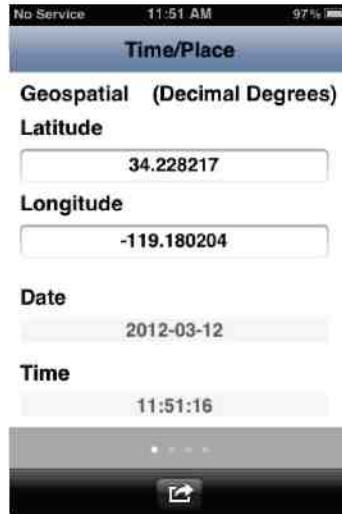 No Service 11:51 AM 97%
Time/Place
Geospatial (Decimal Degrees)
Latitude
34.228217
Longitude
-119.180204
Date
2012-03-12
Time
11:51:16